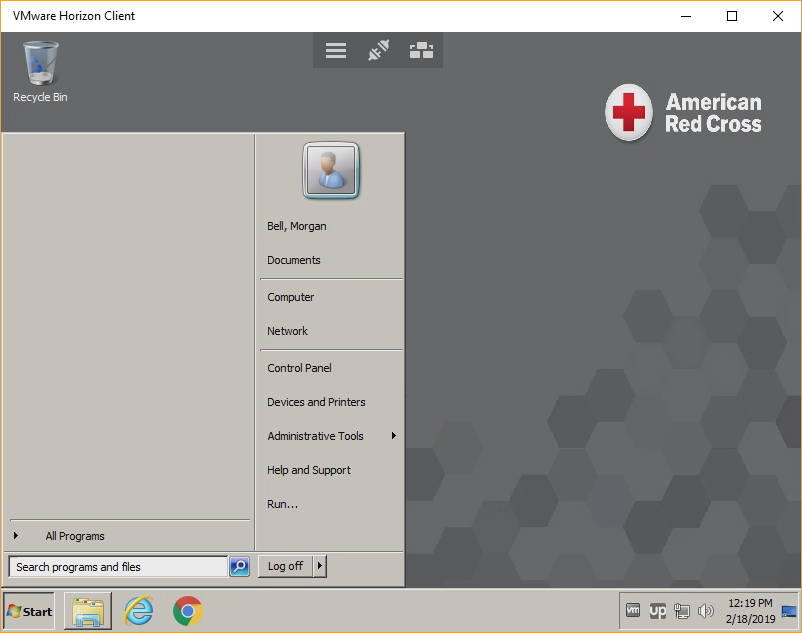 VMware Horizon Client
Recycle Bin
American
Red Cross
Bell, Morgan
Documents
Computer
Network
Control Panel
Devices and Printers
Administrative Tools
Help and Support
Run...
All Programs
Search programs and files
Log off
Start
vm
up
12:19 PM
2/18/2019